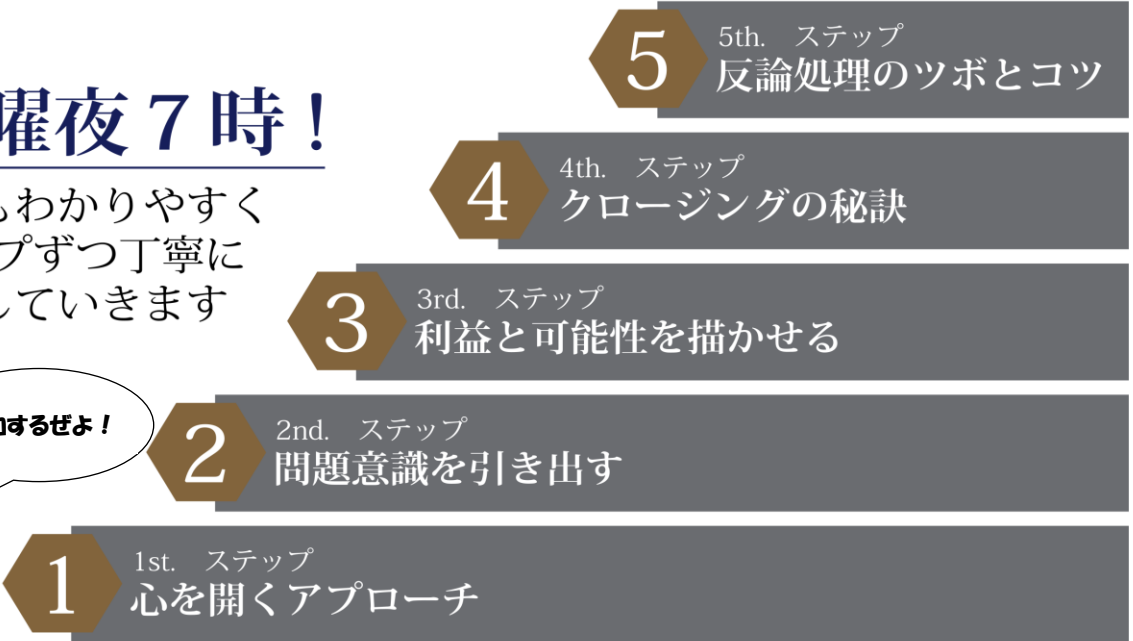 曜夜7時！
もわかりやすく
プずつ丁寧に
していきます
するぜよ！
5
5th. ステップ
反論処理のツボとコツ
4
4th. ステップ
クロージングの秘訣
3
3rd. ステップ
利益と可能性を描かせる
2
2nd. ステップ
問題意識を引き出す
1
1st. ステップ
心を開くアプローチ